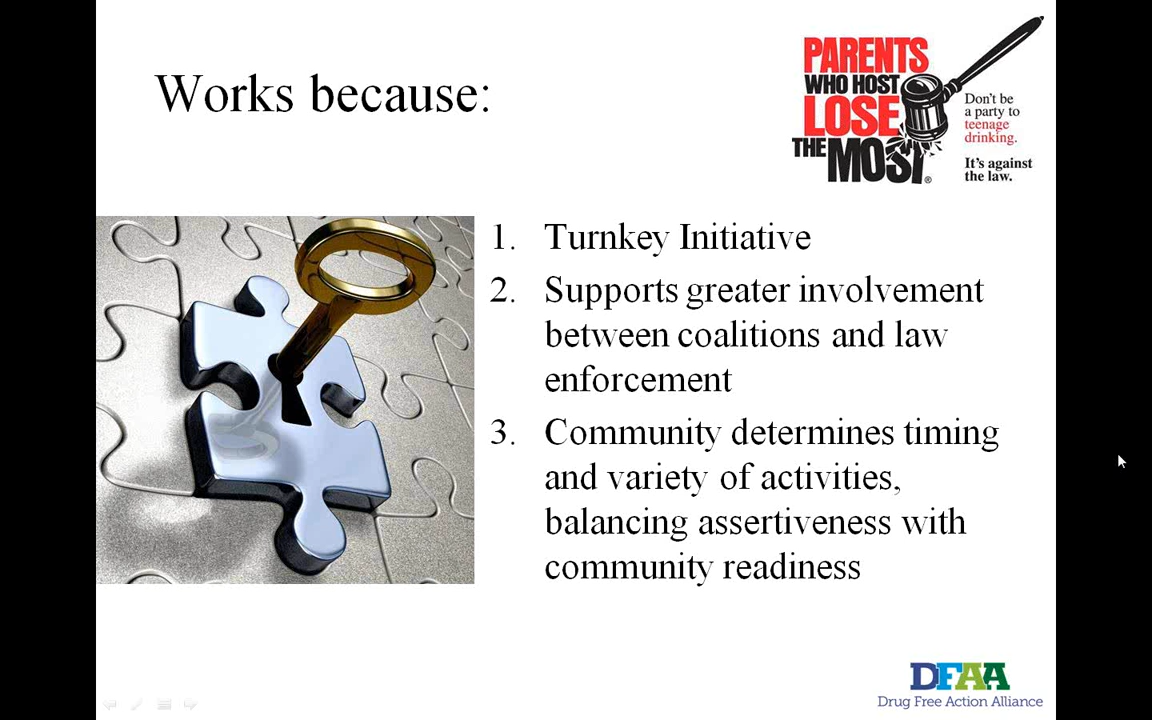 Works because:
PARENTS
WHO HOST
LOSE
THE MOST®
Don't be
a party to
teenage
drinking.
It's against
the law.
1. Turnkey Initiative
2. Supports greater involvement
between coalitions and law
enforcement
3. Community determines timing
and variety of activities,
balancing assertiveness with
community readiness
DFAA
Drug Free Action Alliance